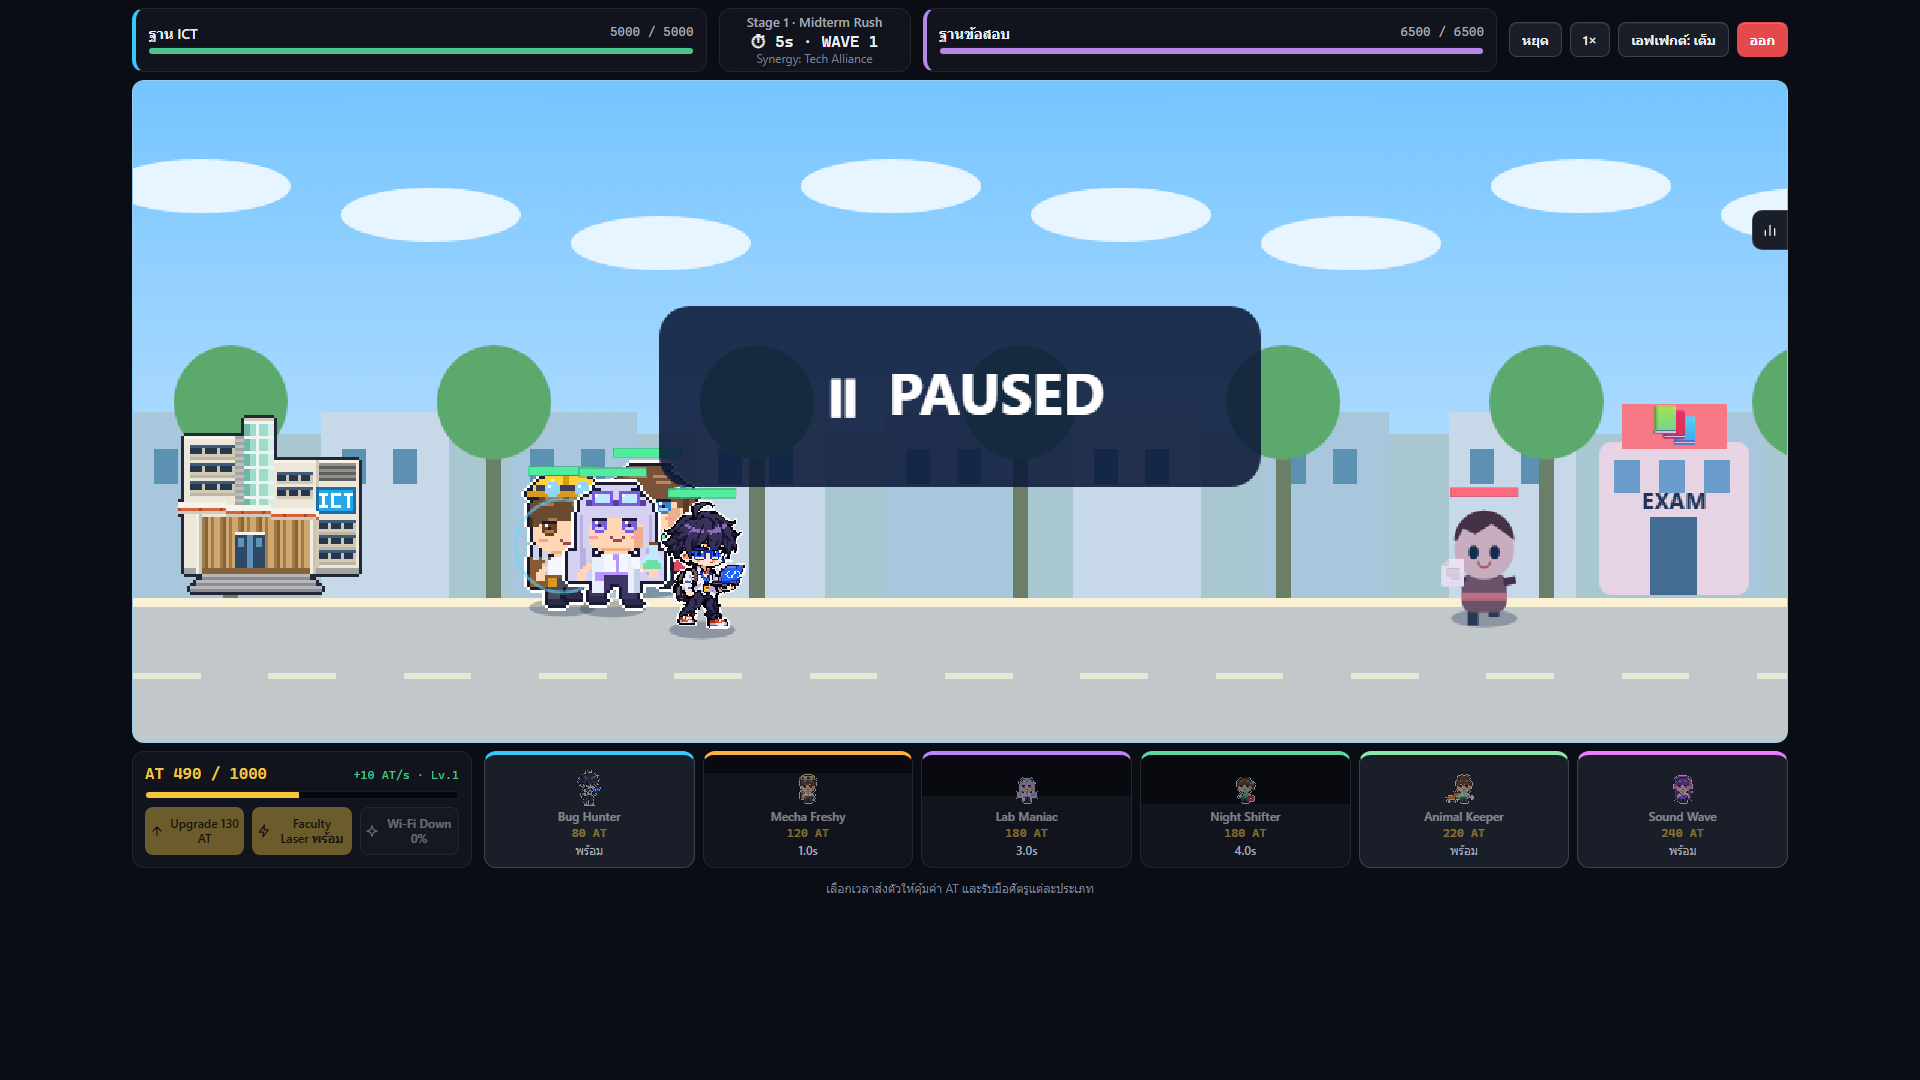 ฐาน ICT
5000 / 5000
Stage 1 · Midterm Rush
⏱ 5s · WAVE 1
Synergy: Tech Alliance
ฐานข้อสอบ
6500 / 6500
หยุด
1×
เอฟเฟกต์: เต็ม
ออก
⏸ PAUSED
ICT
EXAM
AT 490 / 1000
+10 AT/s · Lv.1
Upgrade 130
AT
Faculty
Laser พร้อม
Wi-Fi Down
0%
Bug Hunter
80 AT
พร้อม
Mecha Freshy
120 AT
1.0s
Lab Maniac
180 AT
3.0s
Night Shifter
180 AT
4.0s
Animal Keeper
220 AT
พร้อม
Sound Wave
240 AT
พร้อม
เลือกเวลาส่งตัวให้คุ้มค่า AT และรับมือศัตรูแต่ละประเภท